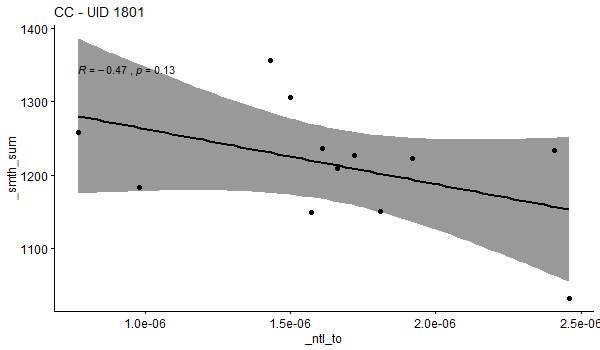 CC - UID 1801
R = −0.47 , p = 0.13
1400
1300
1200
1100
_smth_sum
1.0e-06 1.5e-06 2.0e-06 2.5e-06
_ntl_to